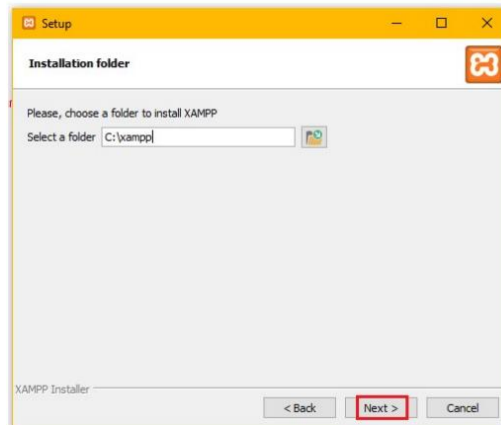 Setup
Installation folder
Please, choose a folder to install XAMPP
Select a folder C:\xampp
XAMPP Installer
< Back Next > Cancel